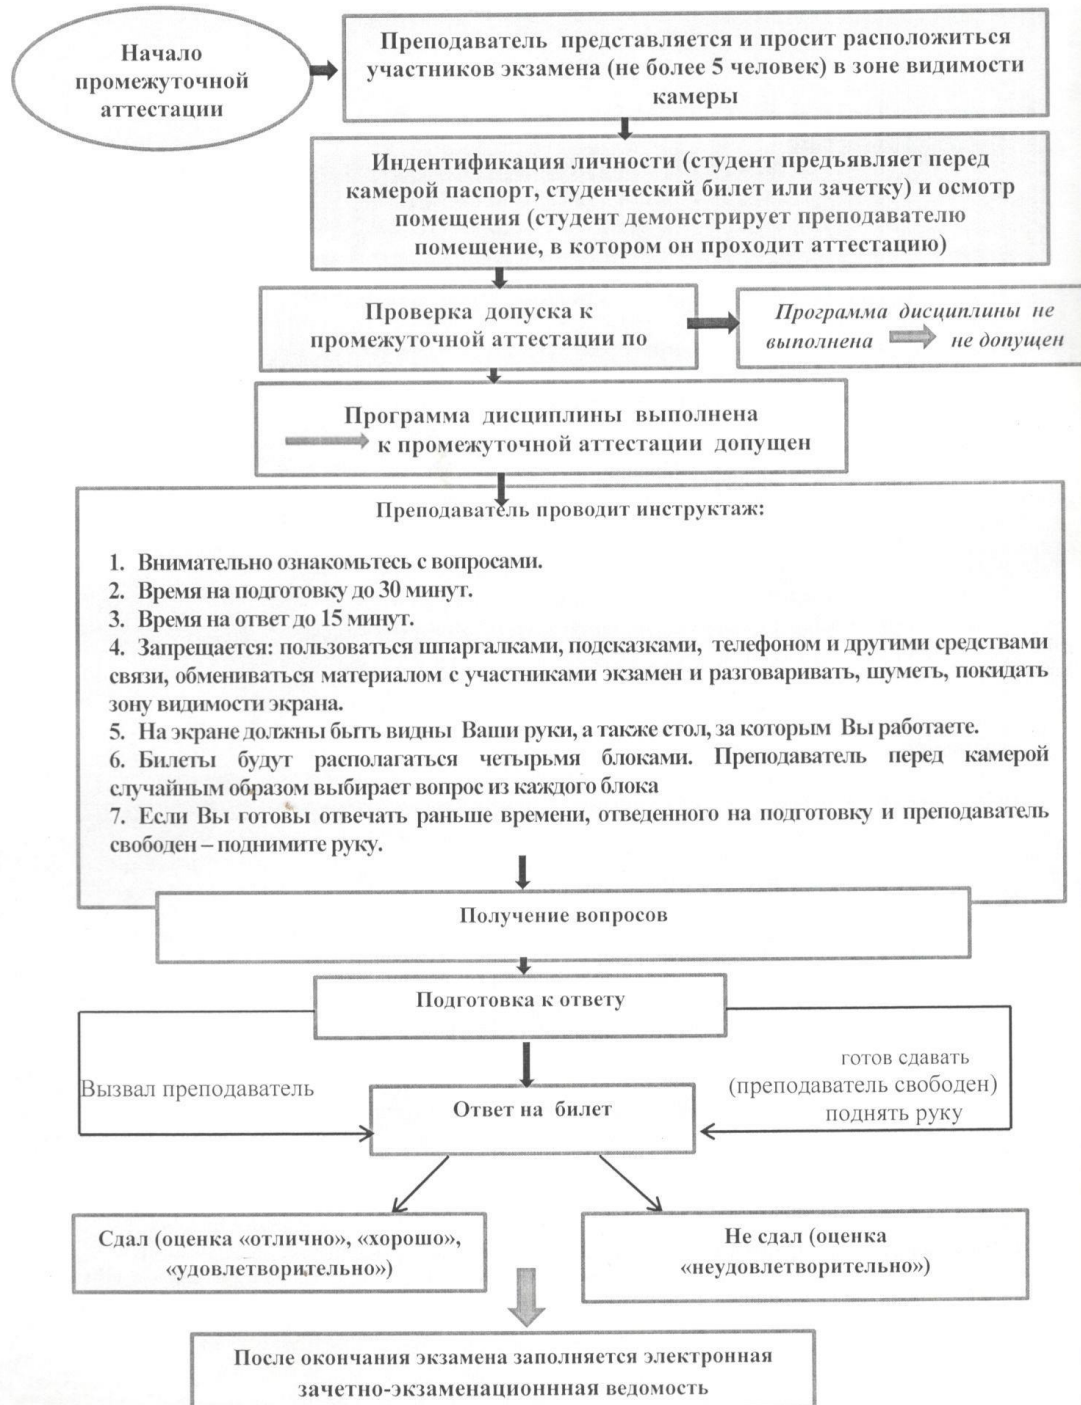 Начало
промежуточной
аттестации
Преподаватель представляется и просит расположиться
участников экзамена (не более 5 человек) в зоне видимости
камеры
Индентификация личности (студент предъявляет перед
камерой паспорт, студенческий билет или зачетку) и осмотр
помещения (студент демонстрирует преподавателю
помещение, в котором он проходит аттестацию)
Проверка допуска к
промежуточной аттестации по
Программа дисциплины не
выполнена не допущен
Программа дисциплины выполнена
к промежуточной аттестации допущен
Преподаватель проводит инструктаж:
1. Внимательно ознакомьтесь с вопросами.
2. Время на подготовку до 30 минут.
3. Время на ответ до 15 минут.
4. Запрещается: пользоваться шпаргалками, подсказками, телефоном и другими средствами
связи, обмениваться материалом с участниками экзамен и разговаривать, шуметь, покидать
зону видимости экрана.
5. На экране должны быть видны Ваши руки, а также стол, за которым Вы работаете.
6. Билеты будут располагаться четырьмя блоками. Преподаватель перед камерой
случайным образом выбирает вопрос из каждого блока
7. Если Вы готовы отвечать раньше времени, отведенного на подготовку и преподаватель
свободен – поднимите руку.
Получение вопросов
Подготовка к ответу
Вызвал преподаватель
готов сдавать
(преподаватель свободен)
поднять руку
Ответ на билет
Сдал (оценка «отлично», «хорошо»,
«удовлетворительно»)
Не сдал (оценка
«неудовлетворительно»)
После окончания экзамена заполняется электронная
зачетно-экзаменационнная ведомость